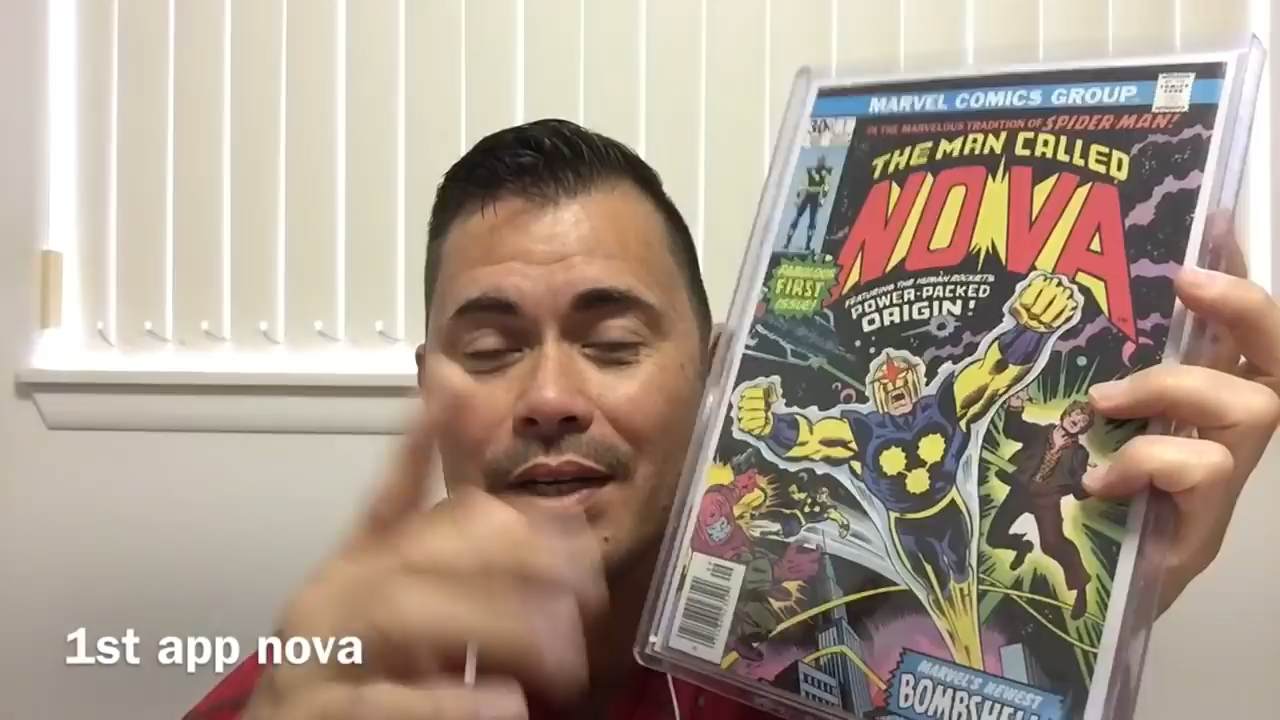 MARVEL COMICS GROUP
30¢
IN THE MARVELOUS TRADITION OF SPIDER-MAN!
THE MAN CALLED
NOVA
FABULOUS
FIRST
ISSUE!
FEATURING THE HUMAN ROCKET'S
POWER-PACKED
ORIGIN!
MARVEL'S NEWEST
BOMBSHELL
1st app nova